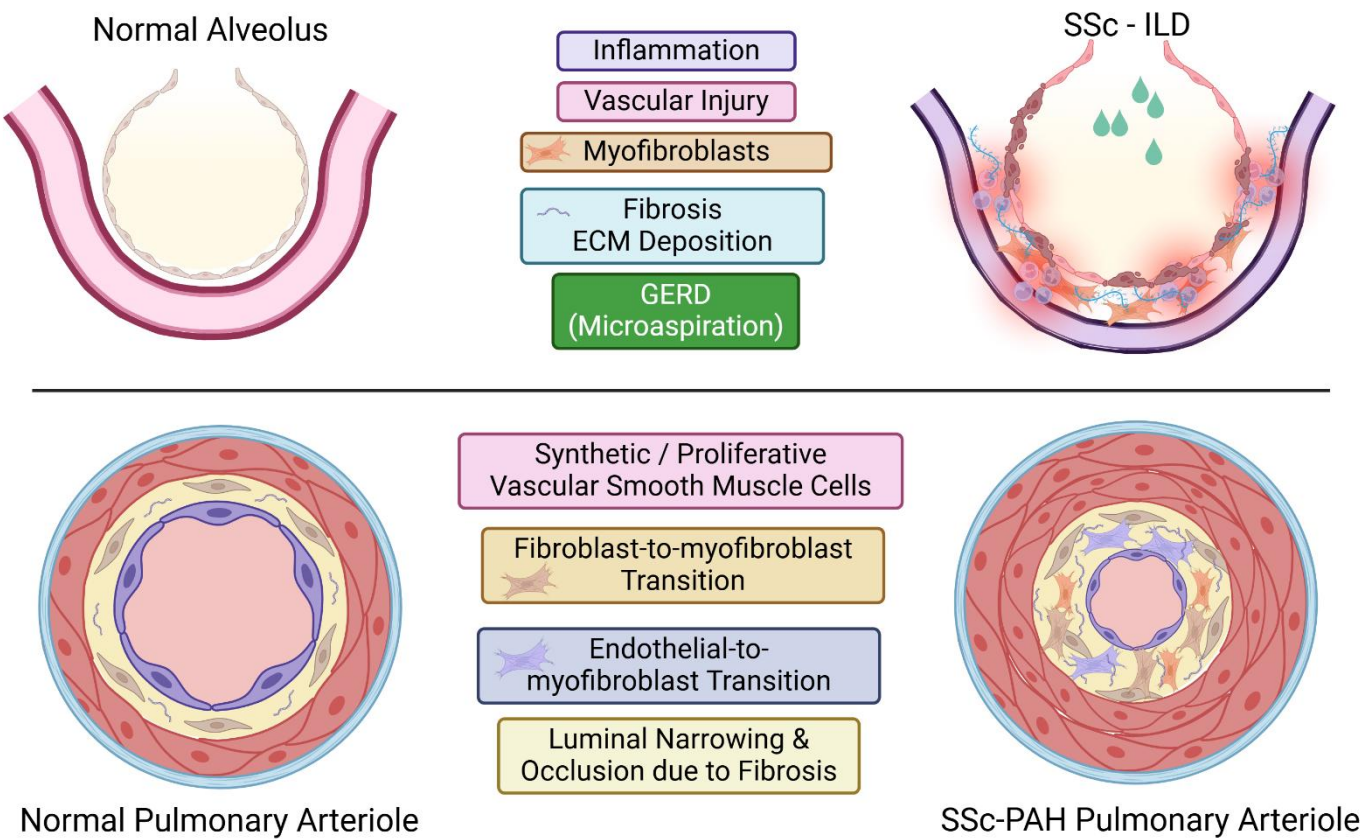 Normal Alveolus
Inflammation
Vascular Injury
Myofibroblasts
Fibrosis
ECM Deposition
GERD
(Microaspiration)
SSc - ILD
Synthetic / Proliferative
Vascular Smooth Muscle Cells
Fibroblast-to-myofibroblast
Transition
Endothelial-to-
myofibroblast Transition
Luminal Narrowing &
Occlusion due to Fibrosis
Normal Pulmonary Arteriole
SSc-PAH Pulmonary Arteriole